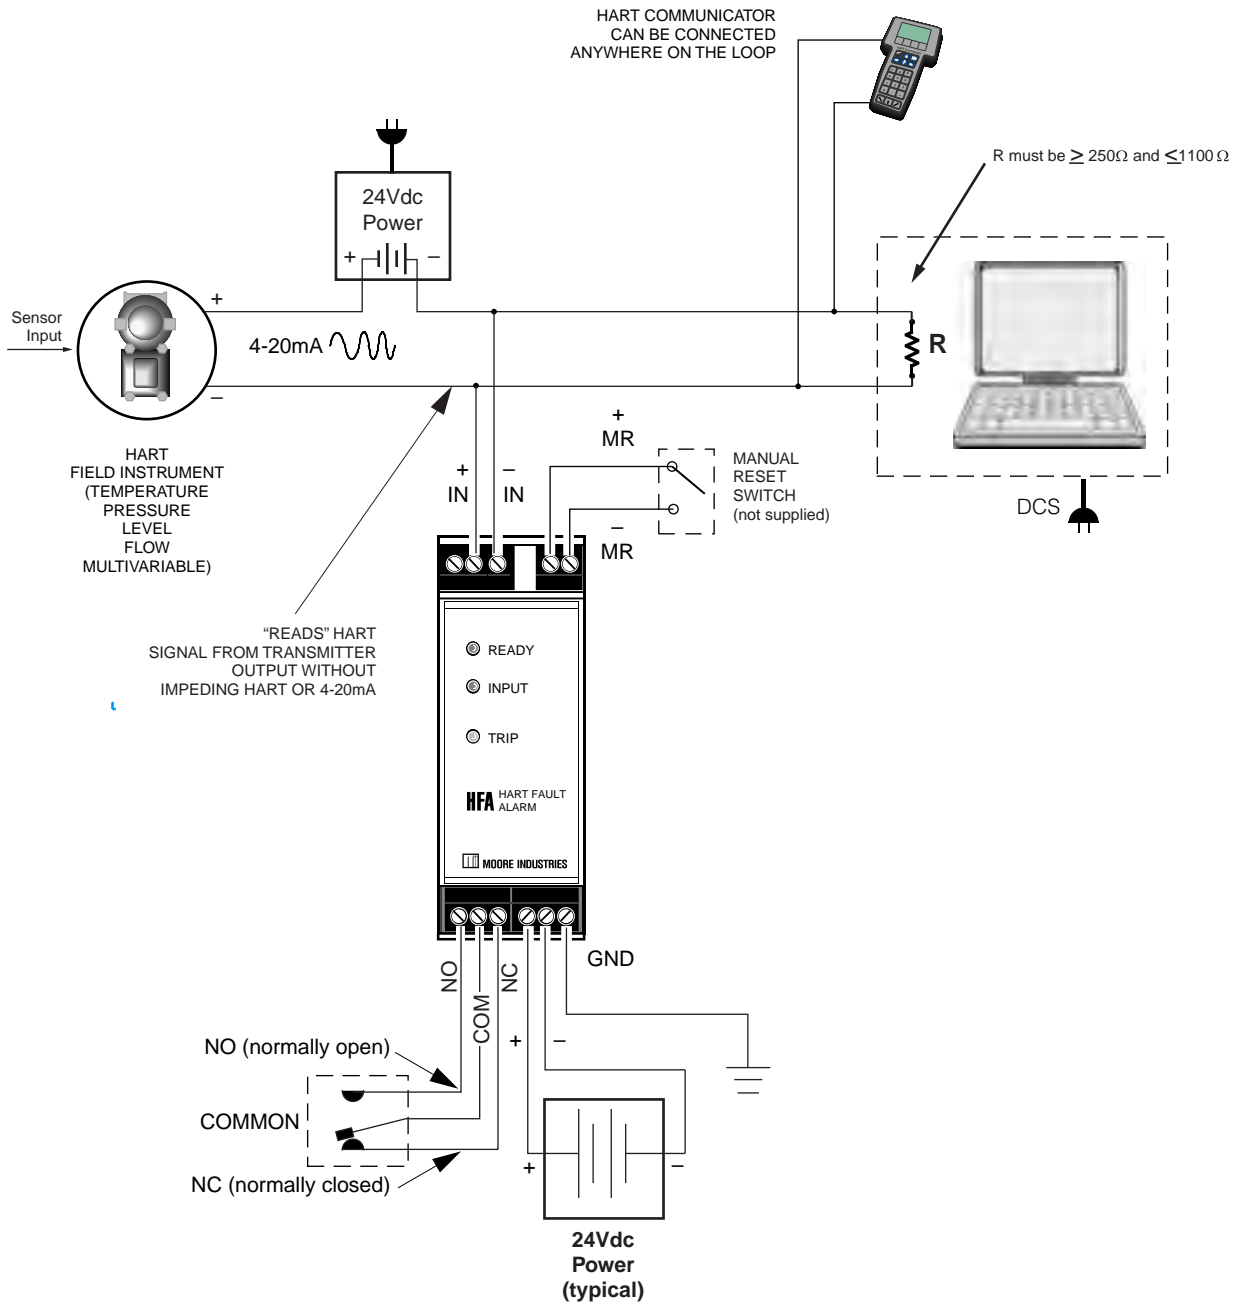 HART COMMUNICATOR
CAN BE CONNECTED
ANYWHERE ON THE LOOP
R must be ≥ 250Ω and ≤1100 Ω
24Vdc
Power
+
–
Sensor
Input
+
4-20mA
–
R
HART
FIELD INSTRUMENT
(TEMPERATURE
PRESSURE
LEVEL
FLOW
MULTIVARIABLE)
+
IN
–
IN
+
MR
–
MR
MANUAL
RESET
SWITCH
(not supplied)
DCS
“READS” HART
SIGNAL FROM TRANSMITTER
OUTPUT WITHOUT
IMPEDING HART OR 4-20mA
READY
INPUT
TRIP
HFA HART FAULT
ALARM
MOORE INDUSTRIES
NO
COM
NC
+
–
GND
NO (normally open)
COMMON
NC (normally closed)
+
–
24Vdc
Power
(typical)